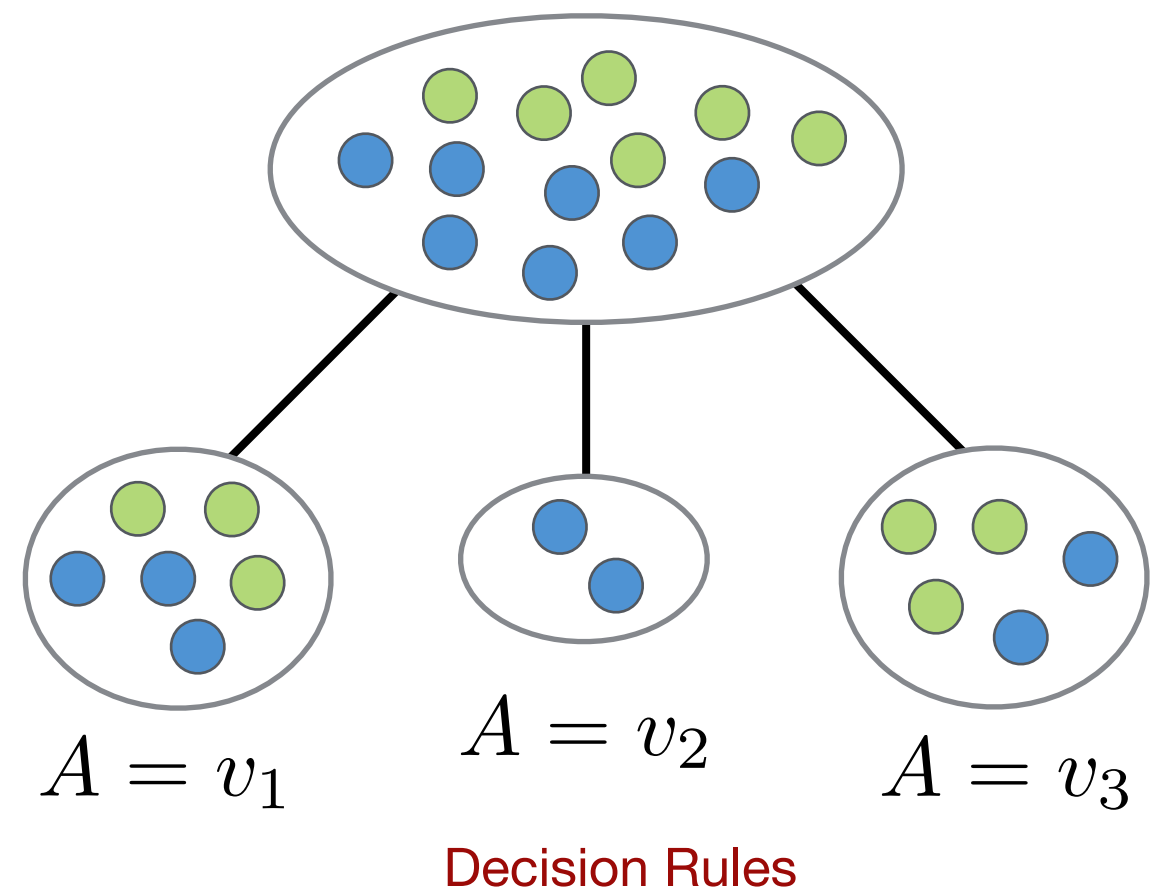 A = v₁
A = v₂
A = v₃
Decision Rules